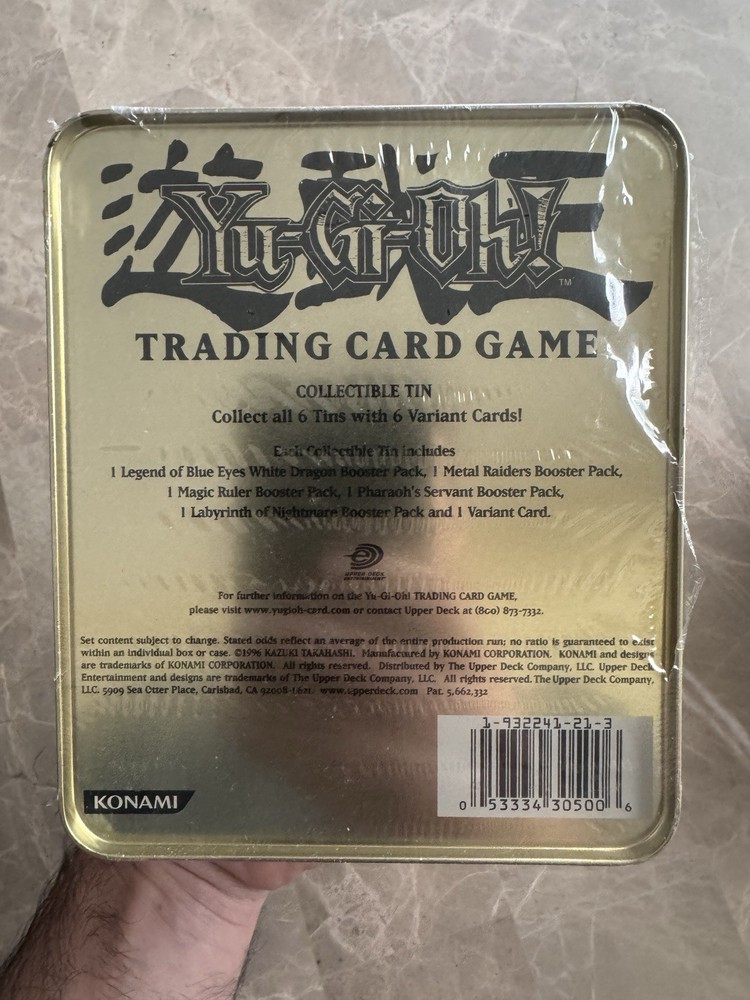 遊戯王
Yu-Gi-Oh!
TM
TRADING CARD GAME
COLLECTIBLE TIN
Collect all 6 Tins with 6 Variant Cards!
Each Collectible Tin includes
1 Legend of Blue Eyes White Dragon Booster Pack, 1 Metal Raiders Booster Pack,
1 Magic Ruler Booster Pack, 1 Pharaoh's Servant Booster Pack,
1 Labyrinth of Nightmare Booster Pack and 1 Variant Card.
UPPER DECK
ENTERTAINMENT
For further information on the Yu-Gi-Oh! TRADING CARD GAME,
please visit www.yugioh-card.com or contact Upper Deck at (800) 873-7332.
Set content subject to change. Stated odds reflect an average of the entire production run; no ratio is guaranteed to exist
within an individual box or case. ©1996 KAZUKI TAKAHASHI. Manufacured by KONAMI CORPORATION. KONAMI and designs
are trademarks of KONAMI CORPORATION. All rights reserved. Distributed by The Upper Deck Company, LLC. Upper Deck
Entertainment and designs are trademarks of The Upper Deck Company, LLC. All rights reserved. The Upper Deck Company,
LLC. 5909 Sea Otter Place, Carlsbad, CA 92008-1621. www.upperdeck.com Pat. 5,662,332
1-932241-21-3
0 53334 30500 6
KONAMI